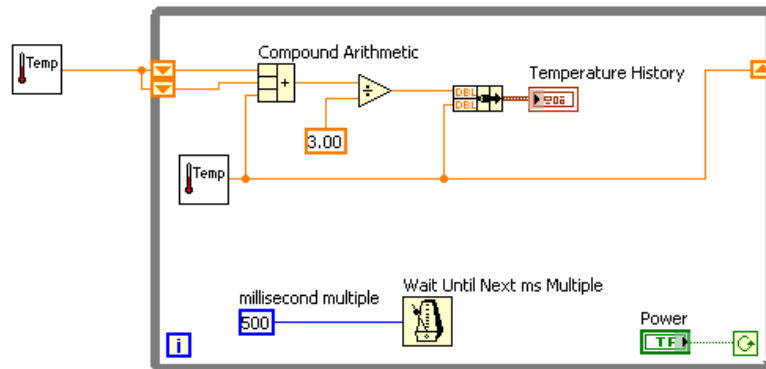 Temp
Compound Arithmetic
+
÷
3.00
DBL
DBL
Temperature History
Temp
millisecond multiple
500
Wait Until Next ms Multiple
Power
TF
i